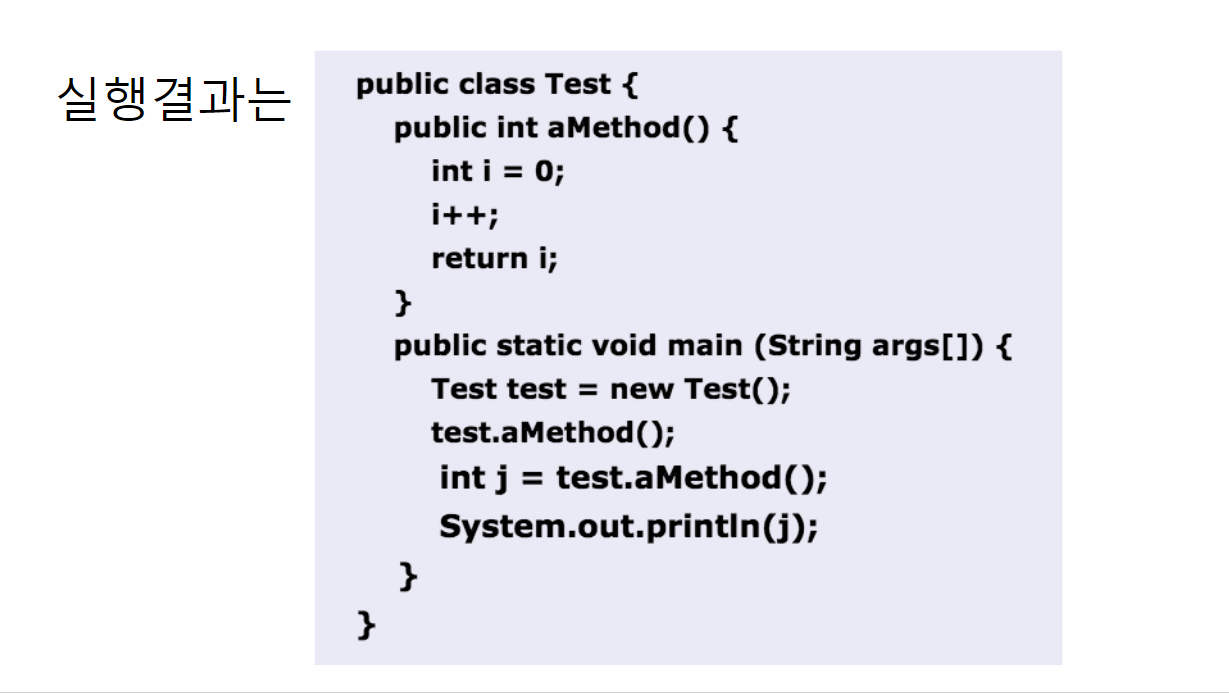 실행결과는
public class Test {
public int aMethod() {
int i = 0;
i++;
return i;
}
public static void main (String args[]) {
Test test = new Test();
test.aMethod();
int j = test.aMethod();
System.out.println(j);
}
}